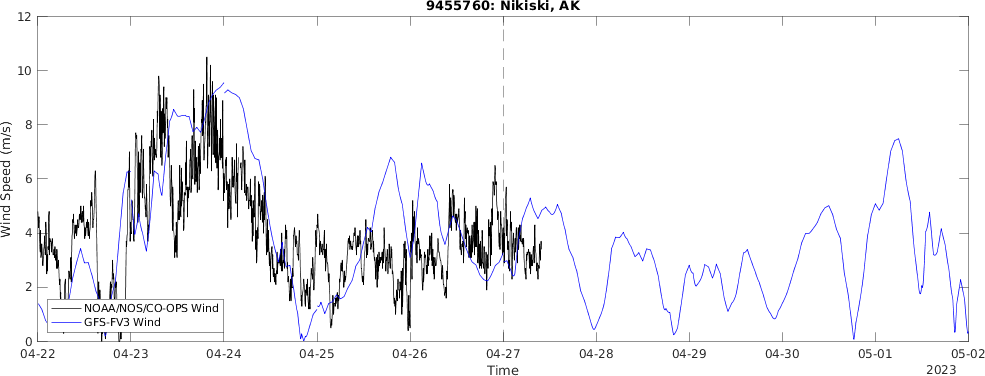 9455760: Nikiski, AK
12
10
8
6
4
2
0
Wind Speed (m/s)
NOAA/NOS/CO-OPS Wind
GFS-FV3 Wind
04-22 04-23 04-24 04-25 04-26 04-27 04-28 04-29 04-30 05-01 05-02
Time
2023